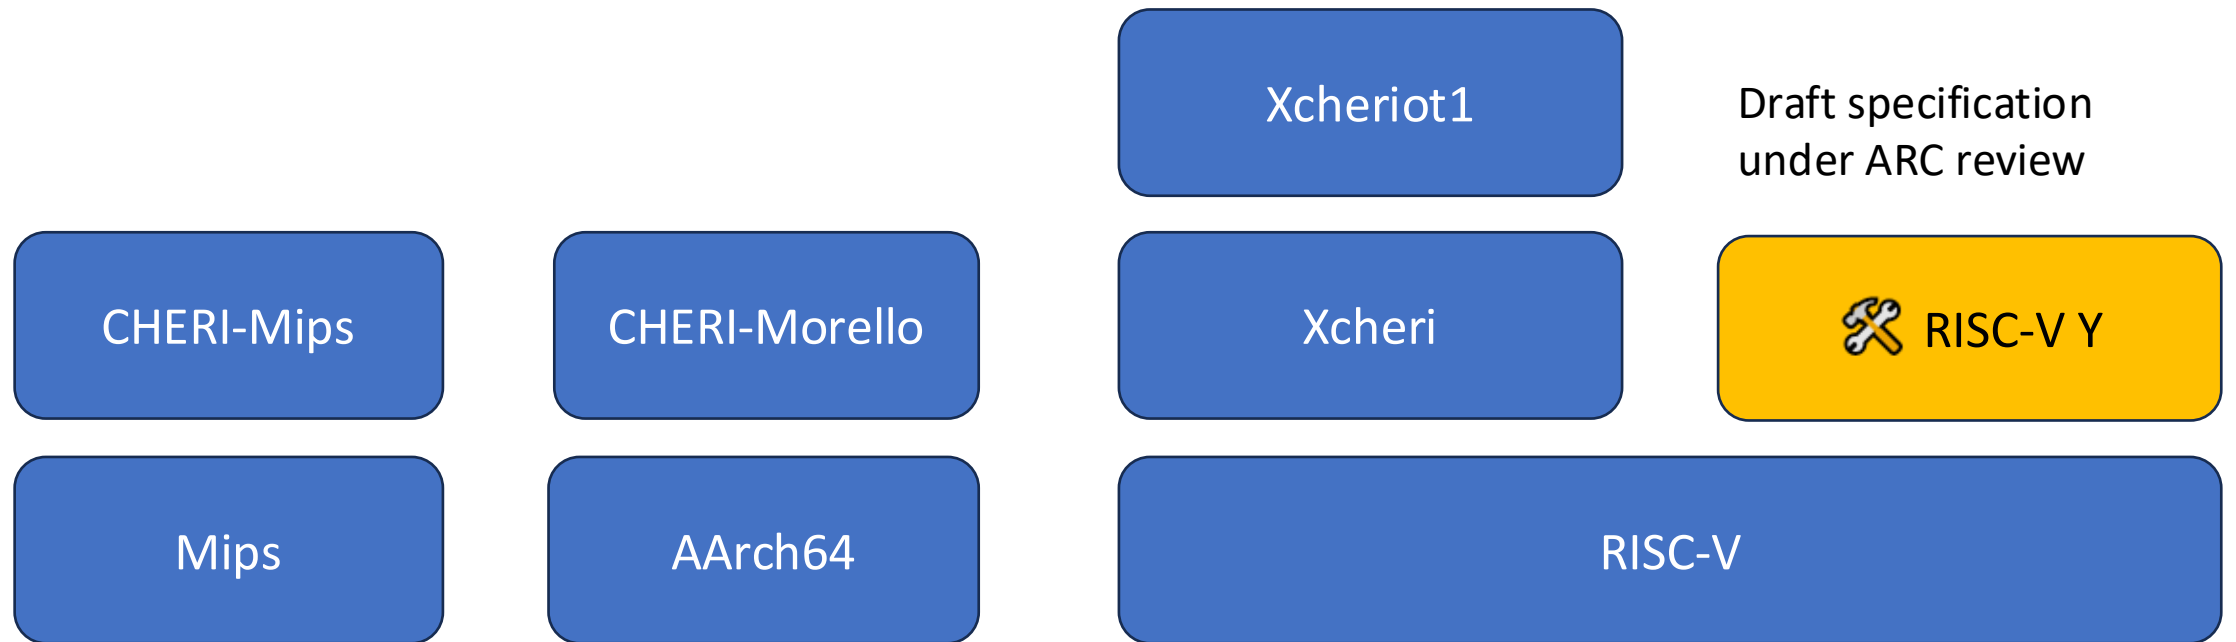 Xcheriot1
Draft specification
under ARC review
CHERI-Mips
CHERI-Morello
Xcheri
RISC-V Y
Mips
AArch64
RISC-V